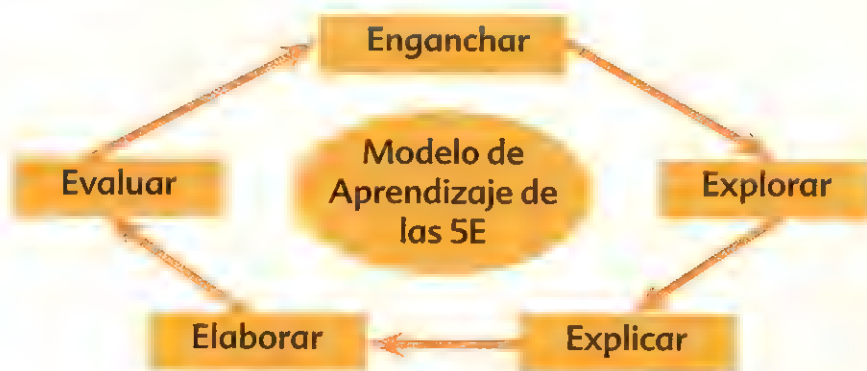 Enganchar
Explorar
Explicar
Elaborar
Evaluar
Modelo de
Aprendizaje de
las 5E